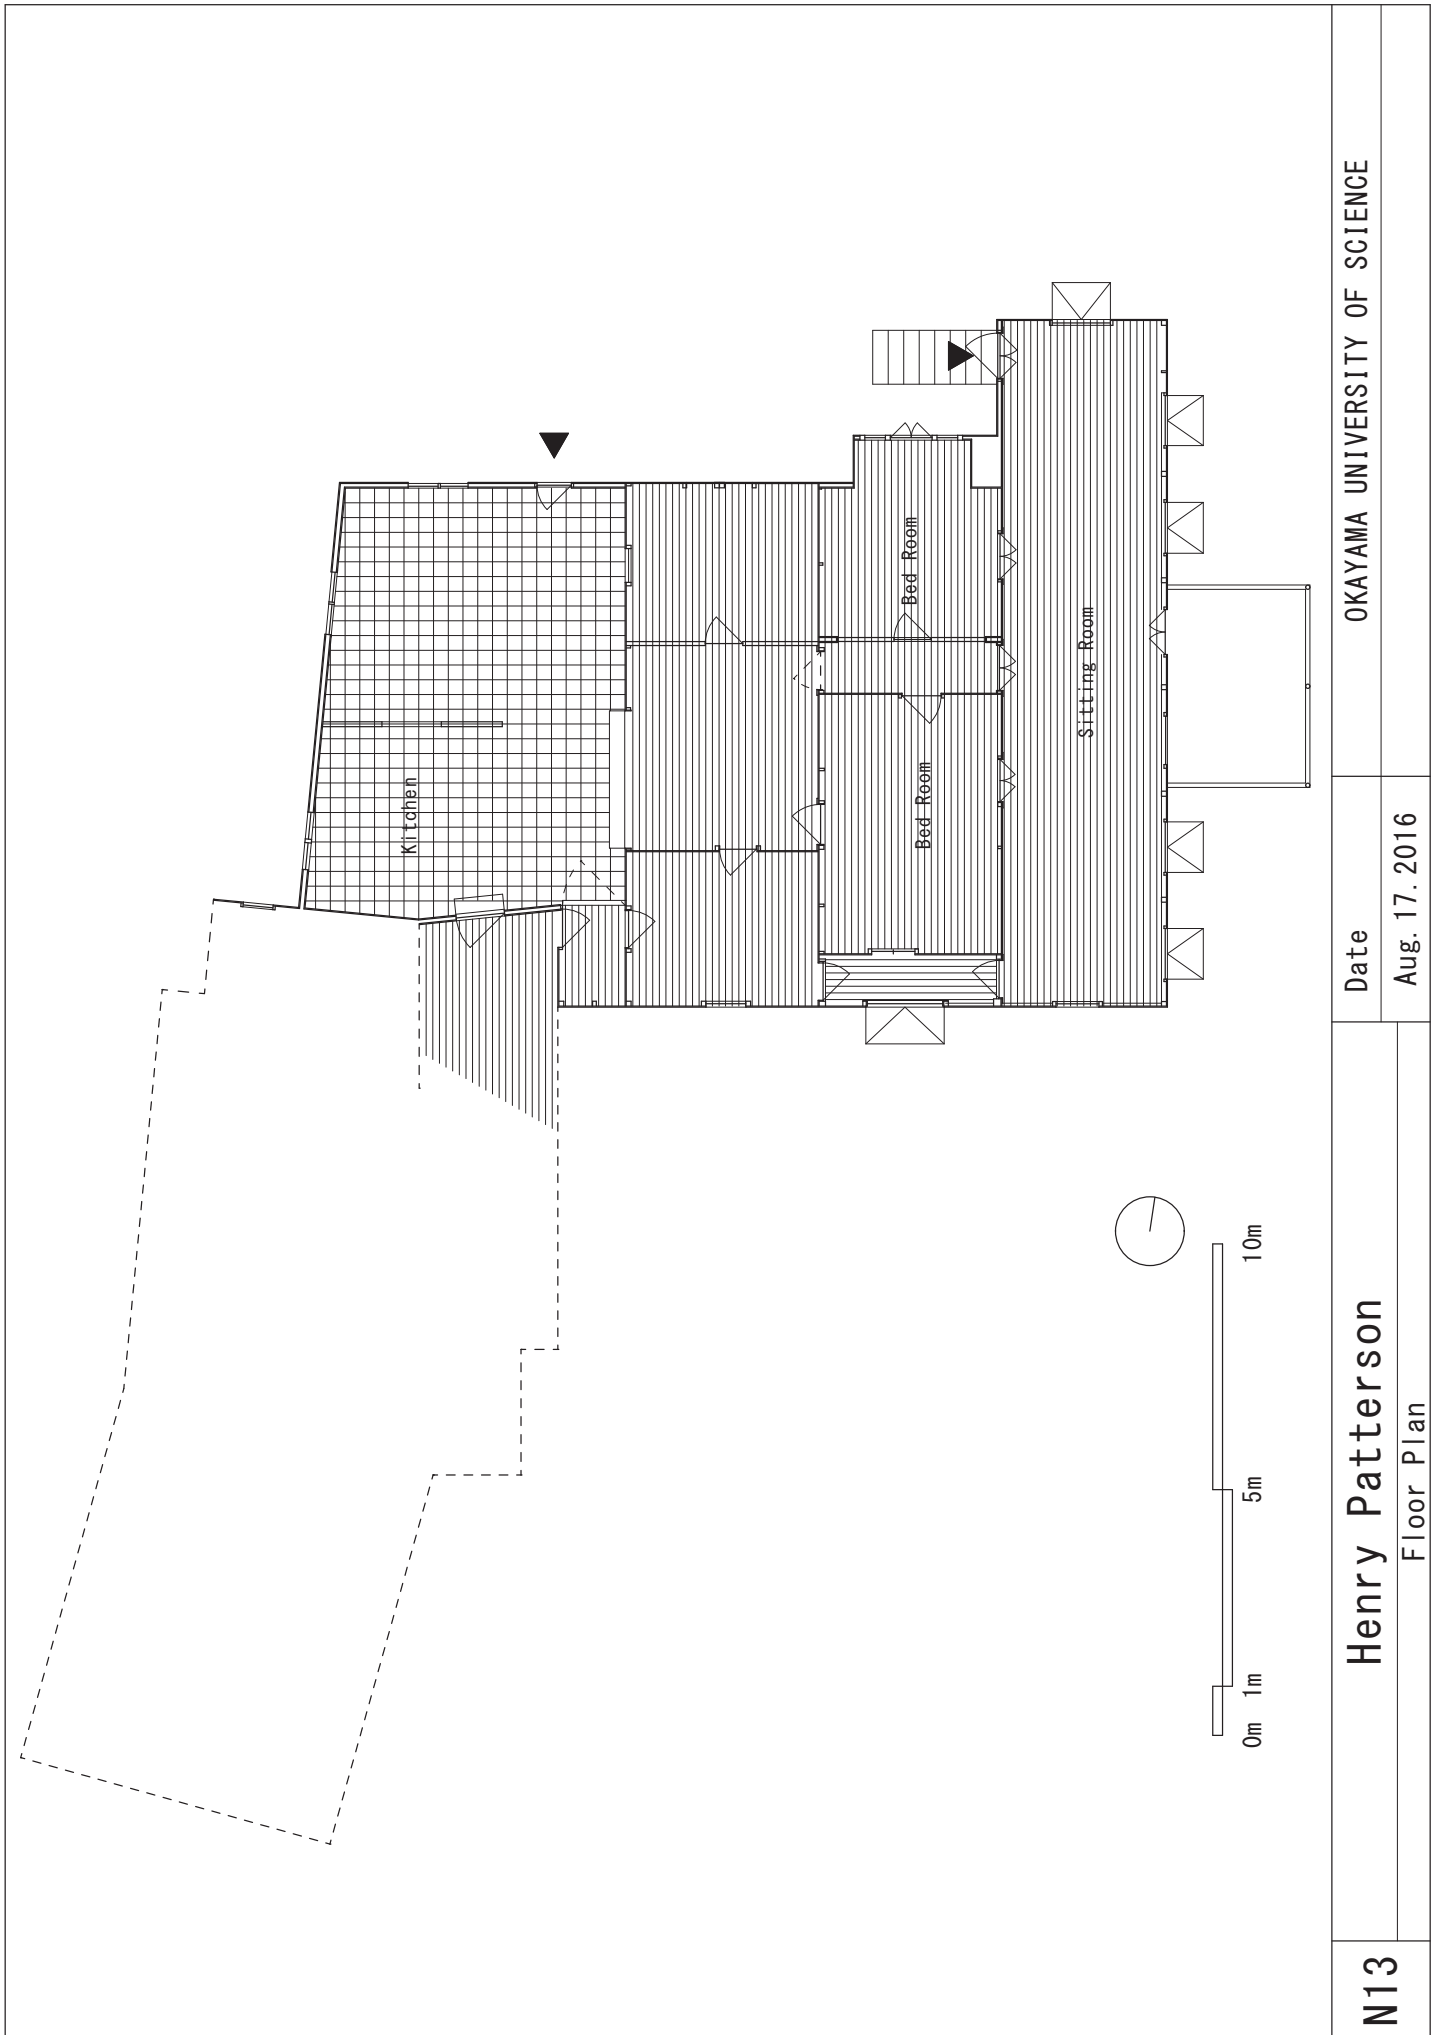 Kitchen
Bed Room
Bed Room
Sitting Room
0m 1m 5m 10m
N13
Henry Patterson
Floor Plan
Date
Aug. 17. 2016
OKAYAMA UNIVERSITY OF SCIENCE